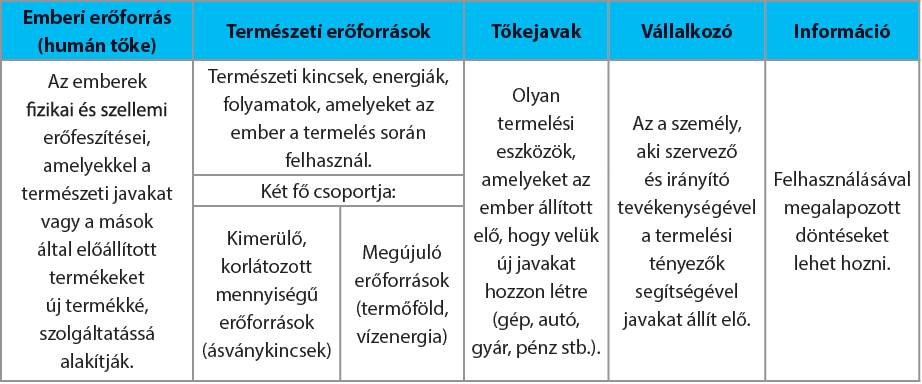 Emberi erőforrás
(humán tőke)
Természeti erőforrások
Tőkejavak
Vállalkozó
Információ
Az emberek
fizikai és szellemi
erőfeszítései,
amelyekkel a
természeti javakat
vagy a mások
által előállított
termékeket
új termékké,
szolgáltatássá
alakítják.
Természeti kincsek, energiák,
folyamatok, amelyeket az
ember a termelés során
felhasznál.
Két fő csoportja:
Kimerülő,
korlátozott
mennyiségű
erőforrások
(ásványkincsek)
Megújuló
erőforrások
(termőföld,
vízenergia)
Olyan
termelési
eszközök,
amelyeket az
ember állított
elő, hogy velük
új javakat
hozzon létre
(gép, autó,
gyár, pénz stb.).
Az a személy,
aki szervező
és irányító
tevékenységével
a termelési
tényezők
segítségével
javakat állít elő.
Felhasználásával
megalapozott
döntéseket
lehet hozni.